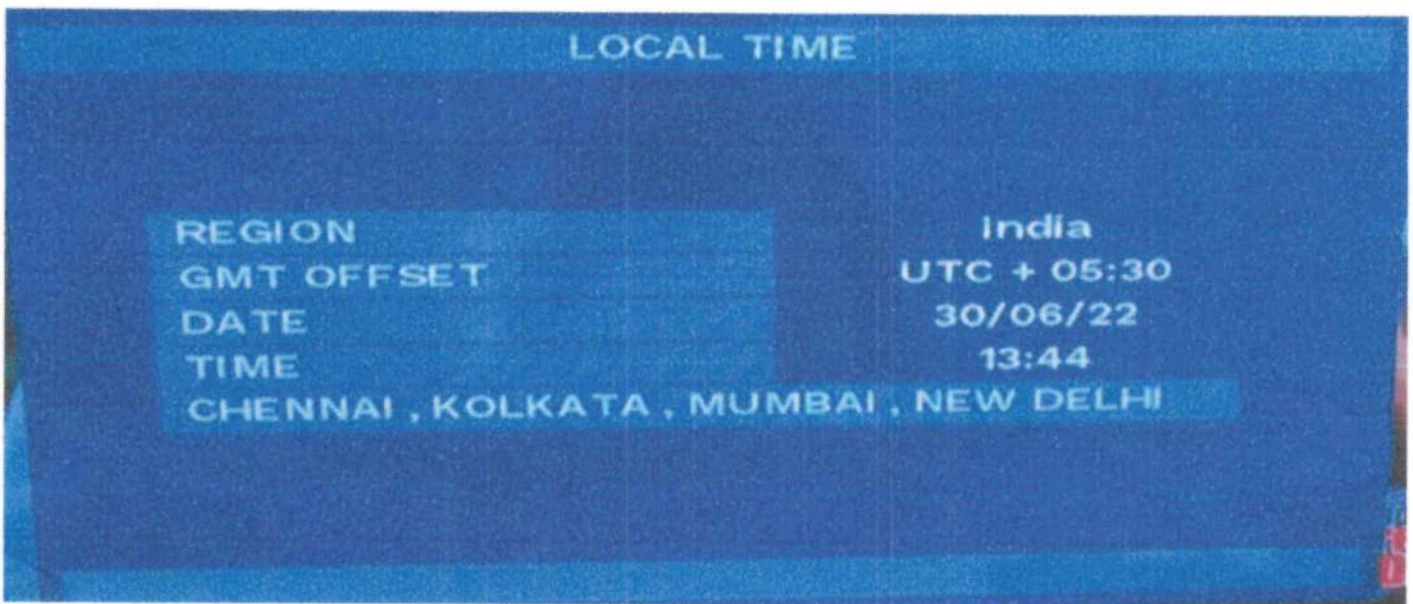 LOCAL TIME
REGION India
GMT OFFSET UTC + 05:30
DATE 30/06/22
TIME 13:44
CHENNAI , KOLKATA , MUMBAI , NEW DELHI